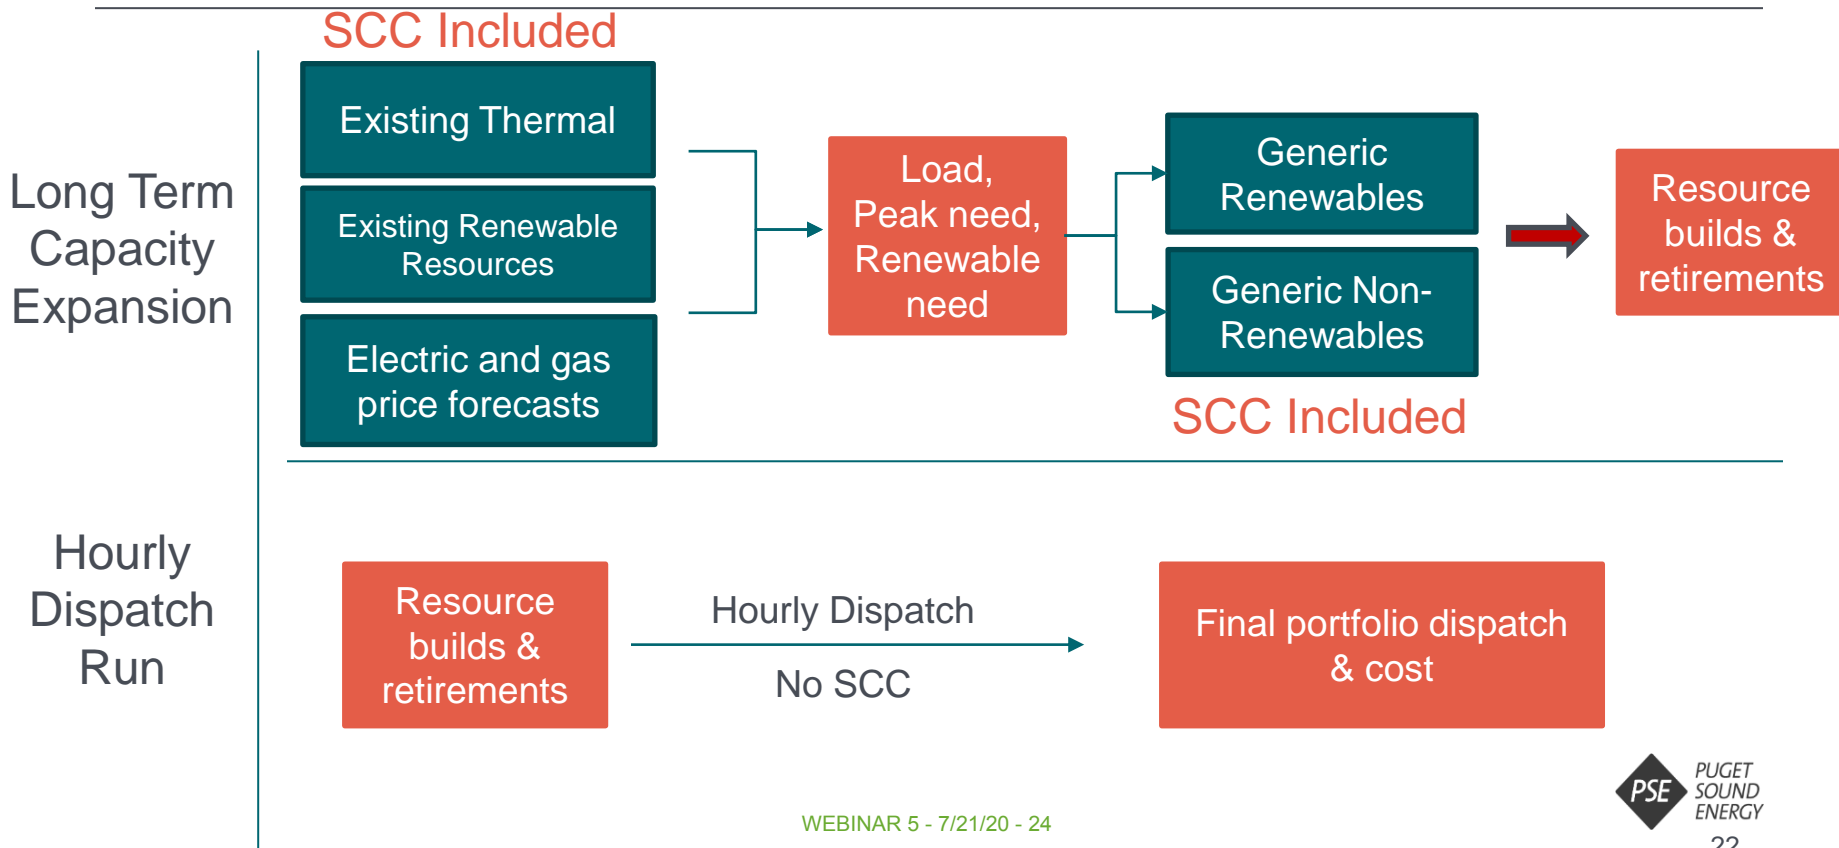 SCC Included
Existing Thermal
Existing Renewable
Resources
Electric and gas
price forecasts
Long Term
Capacity
Expansion
Load,
Peak need,
Renewable
need
Generic
Renewables
Generic Non-
Renewables
SCC Included
Resource
builds &
retirements
Hourly
Dispatch
Run
Resource
builds &
retirements
Hourly Dispatch
No SCC
Final portfolio dispatch
& cost
WEBINAR 5 - 7/21/20 - 24
PSE
PUGET
SOUND
ENERGY
22